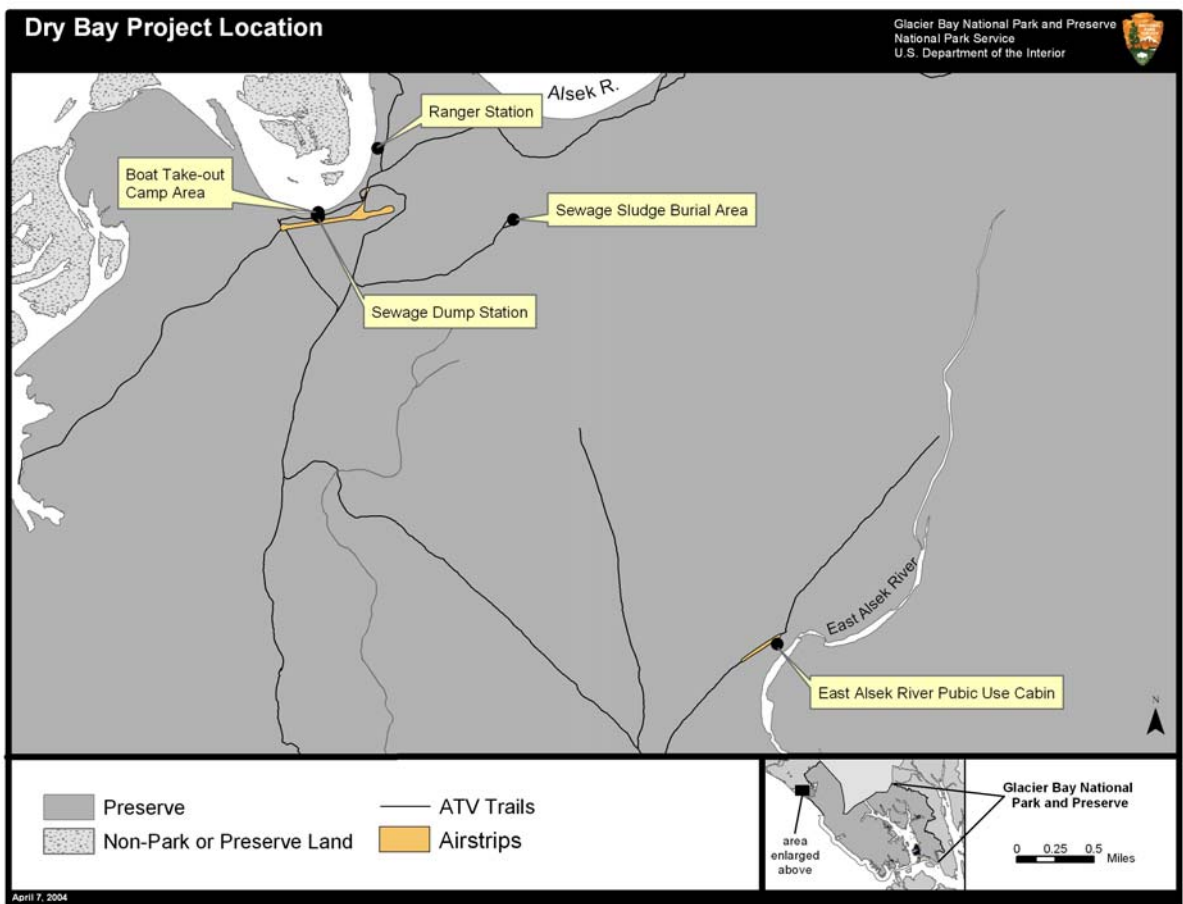 Dry Bay Project Location
Glacier Bay National Park and Preserve
National Park Service
U.S. Department of the Interior
Alsek R.
Ranger Station
Boat Take-out
Camp Area
Sewage Sludge Burial Area
Sewage Dump Station
East Alsek River
East Alsek River Pubic Use Cabin
N
Preserve
Non-Park or Preserve Land
ATV Trails
Airstrips
area
enlarged
above
Glacier Bay National
Park and Preserve
0 0.25 0.5
Miles
April 7, 2004